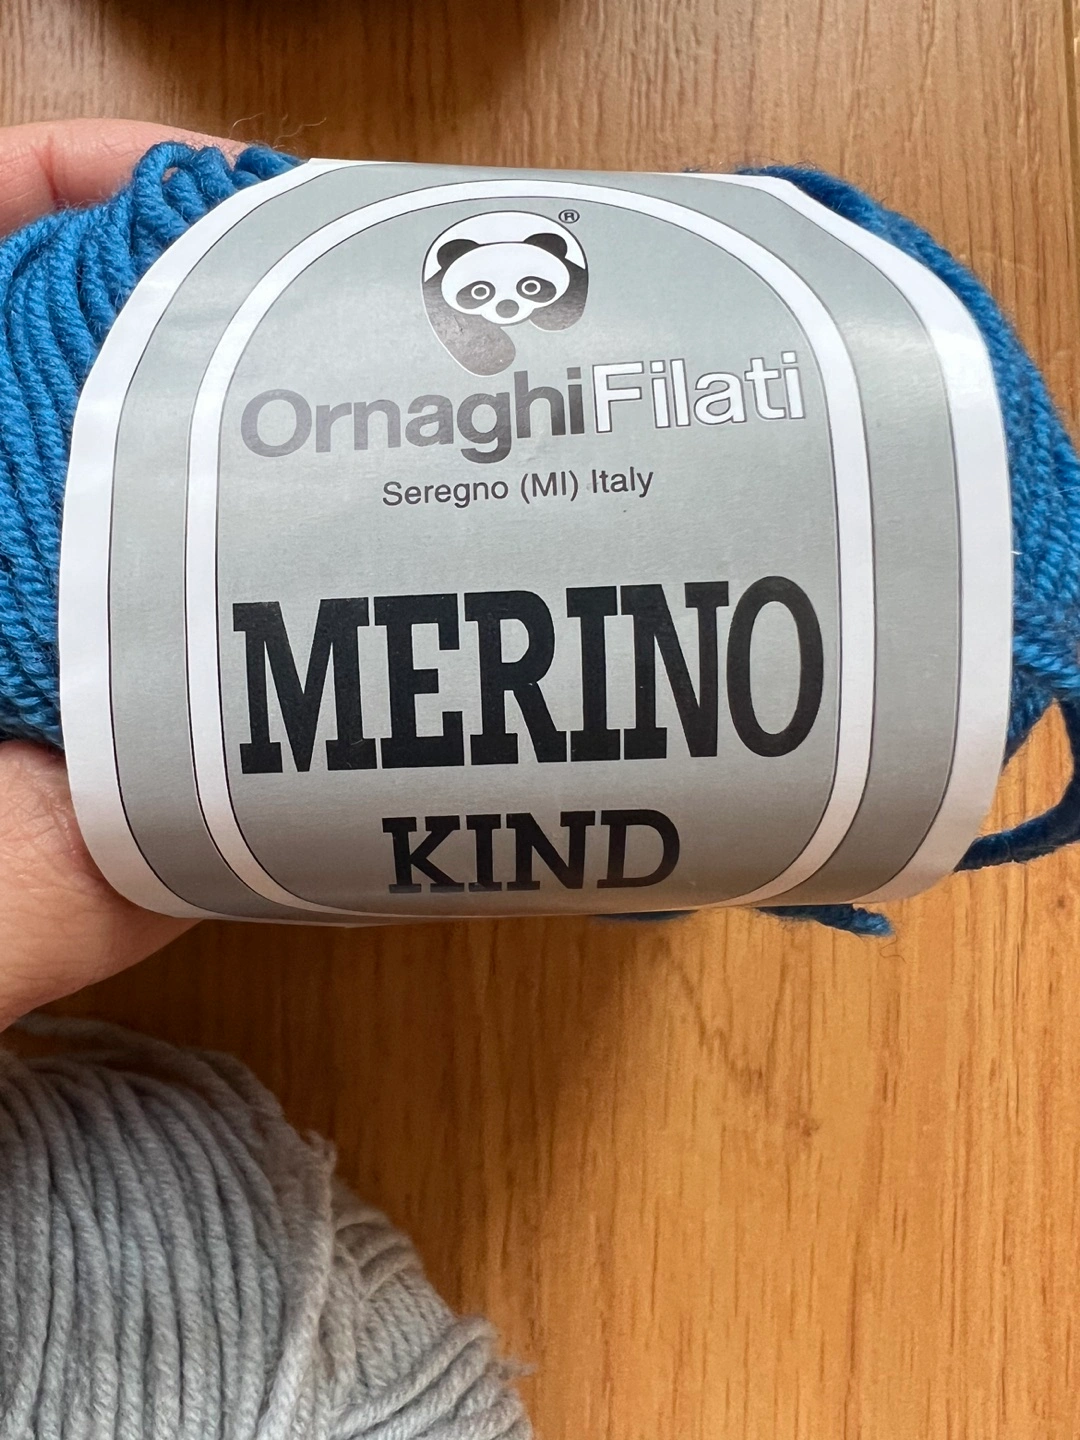 ®
OrnaghiFilati
Seregno (MI) Italy
MERINO
KIND